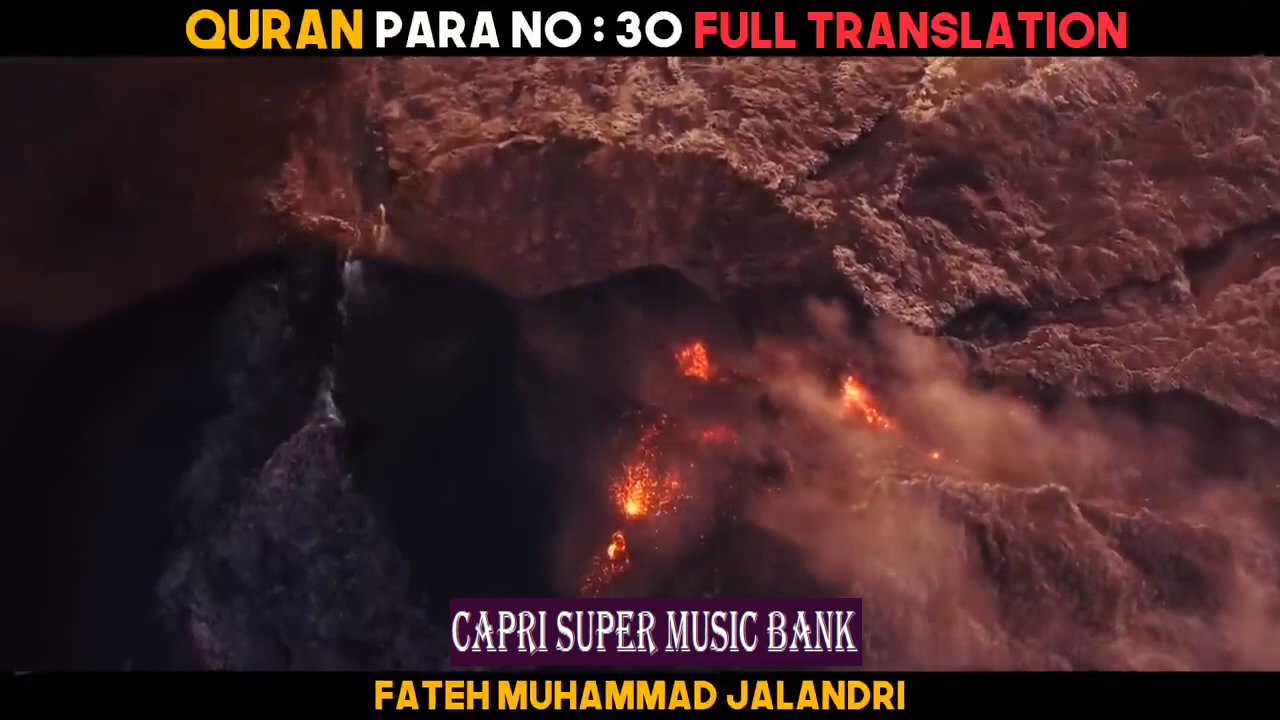 QURAN PARA NO : 30 FULL TRANSLATION
CAPRI SUPER MUSIC BANK
FATEH MUHAMMAD JALANDRI